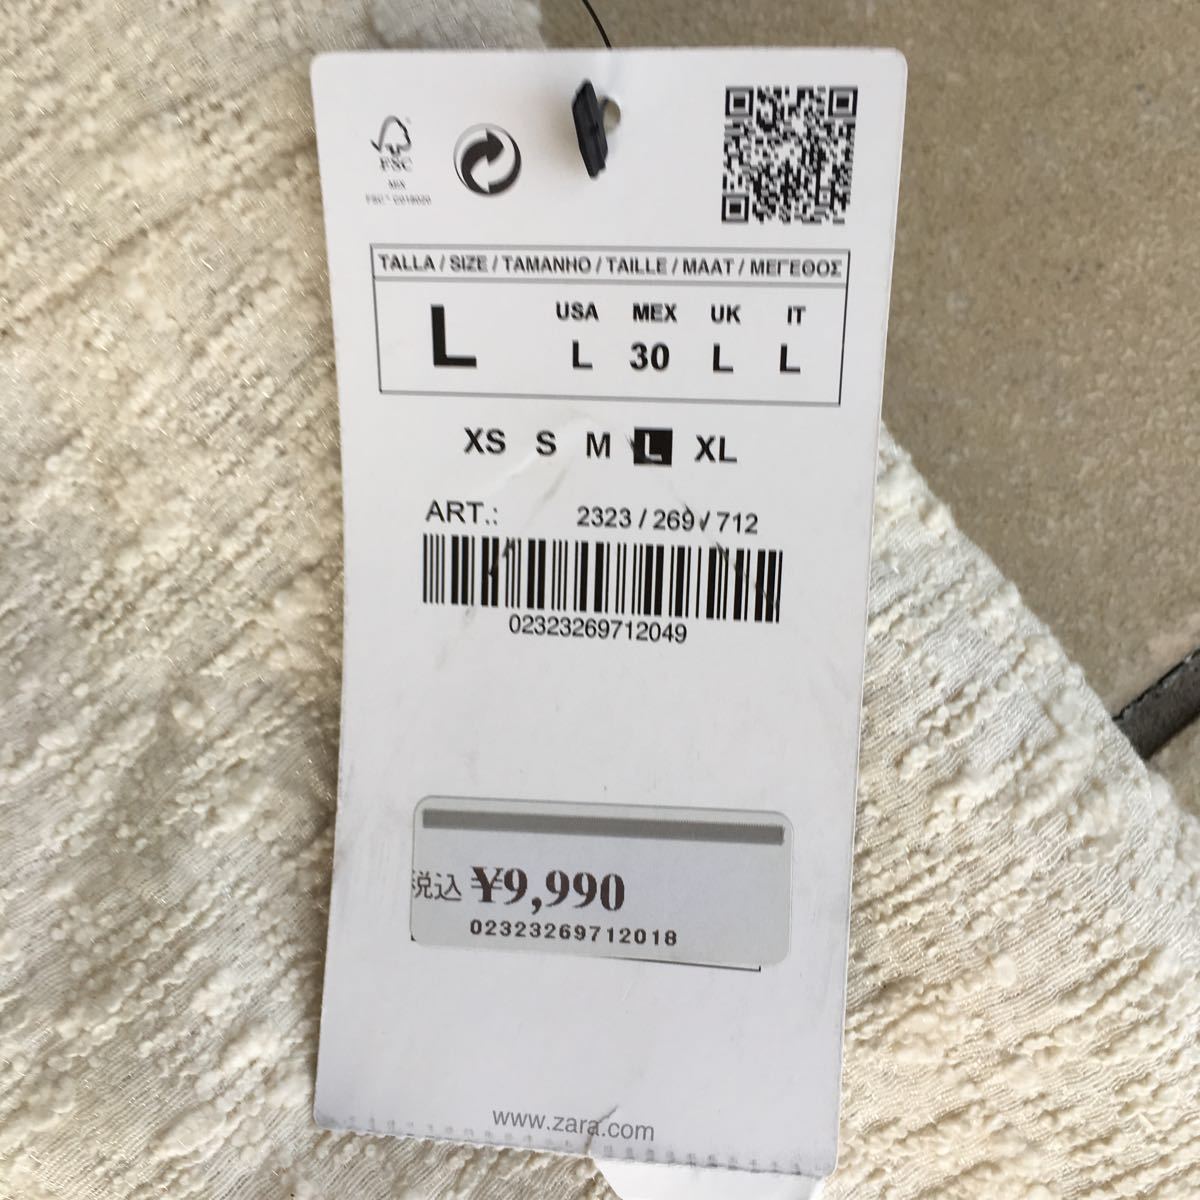 FSC
MIX
FSC® C018020
TALLA / SIZE / TAMANHO / TAILLE / MAAT / ΜΕΓΕΘΟΣ
L
USA MEX UK IT
L 30 L L
XS S M L XL
ART.: 2323 / 269 / 712
02323269712049
税込 ¥9,990
02323269712018
www.zara.com